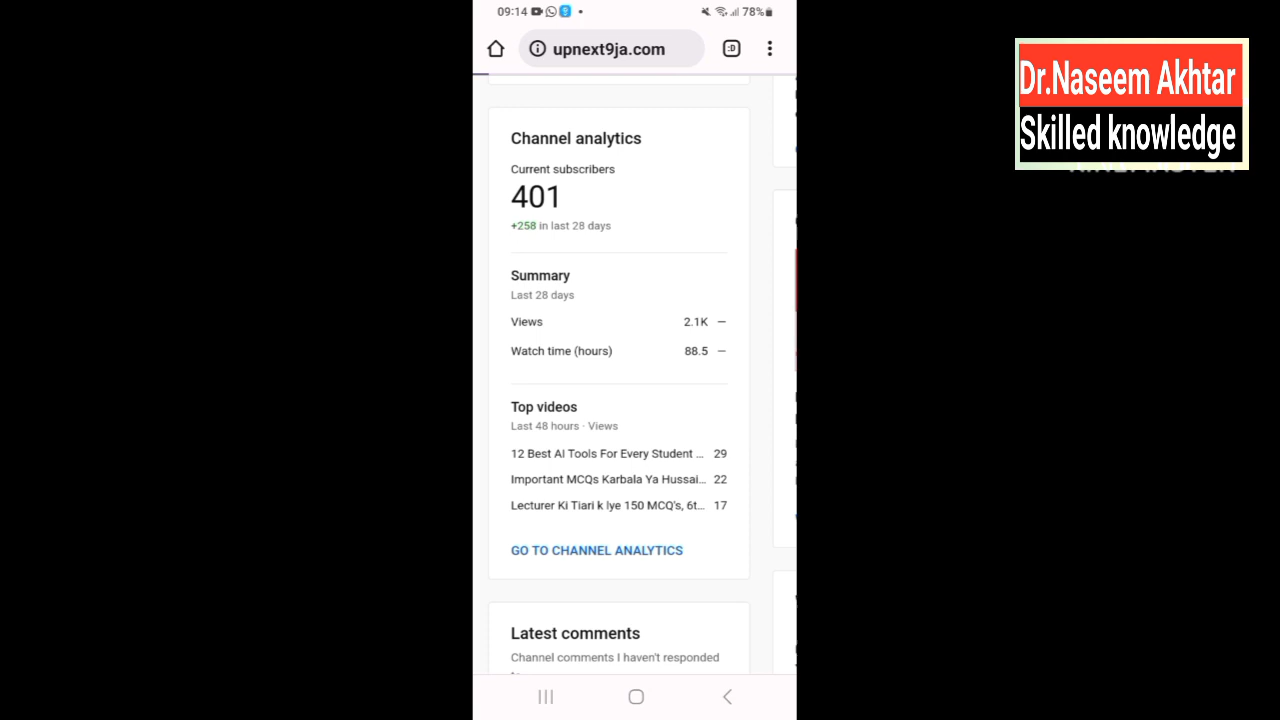 09:14
78%
upnext9ja.com
:D
Dr.Naseem Akhtar
Skilled knowledge
Channel analytics
Current subscribers
401
+258 in last 28 days
Summary
Last 28 days
Views 2.1K —
Watch time (hours) 88.5 —
Top videos
Last 48 hours · Views
12 Best AI Tools For Every Student ... 29
Important MCQs Karbala Ya Hussai... 22
Lecturer Ki Tiari k lye 150 MCQ's, 6t... 17
GO TO CHANNEL ANALYTICS
Latest comments
Channel comments I haven't responded